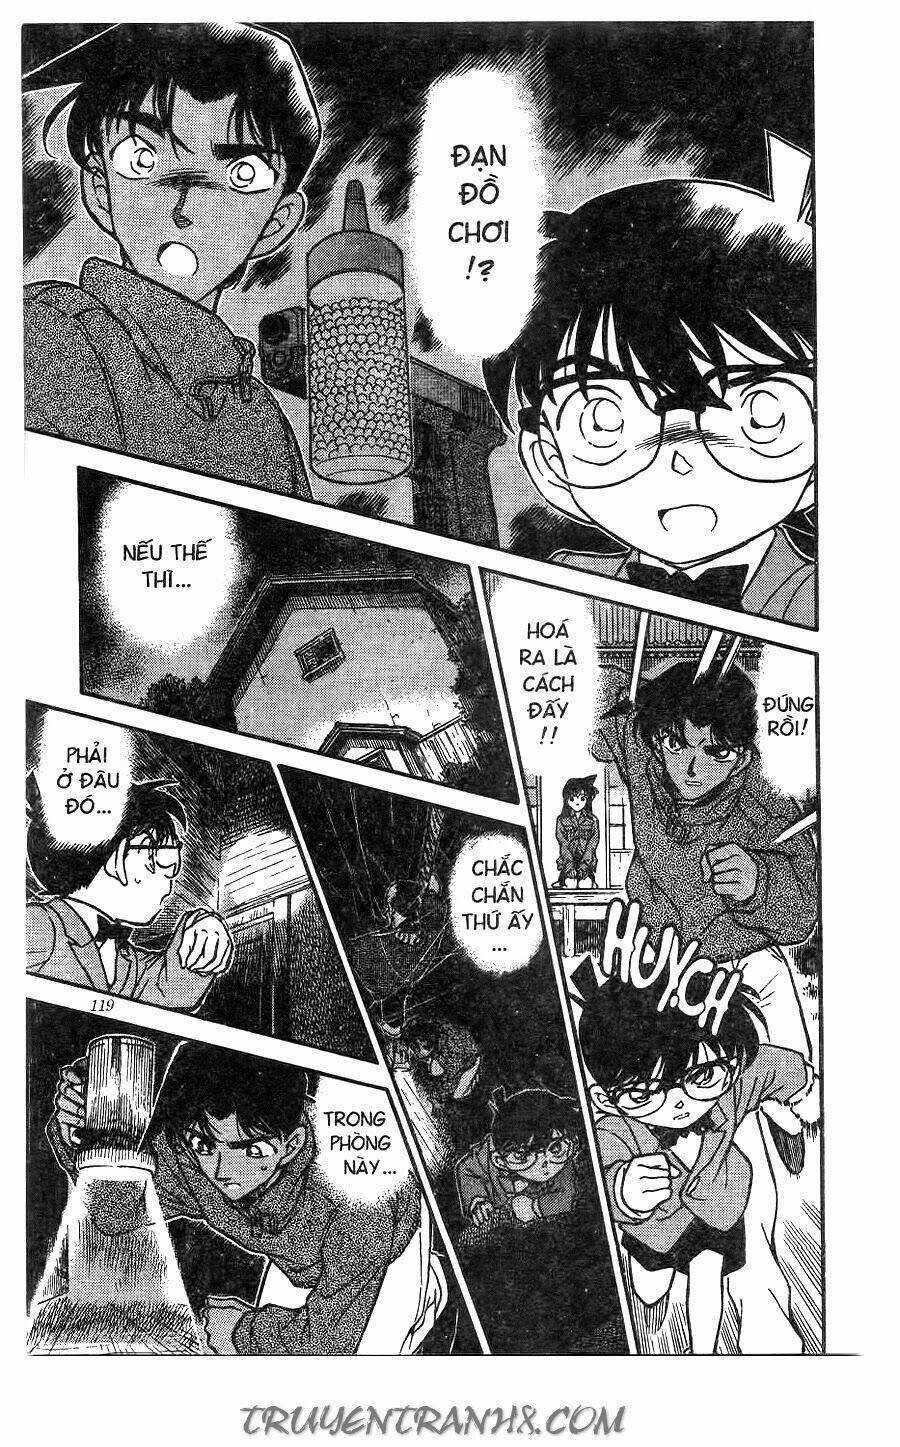 ĐẠN
ĐỒ
CHƠI
!?
NẾU THẾ
THÌ...
HOÁ
RA LÀ
CÁCH
ĐẤY
!!
ĐÚNG
RỒI!
HUỴCH
PHẢI
Ở ĐÂU
ĐÓ...
CHẮC
CHẮN
THỨ ẤY
...
119
TRONG
PHÒNG
NÀY...
TRUYENTRANH8.COM